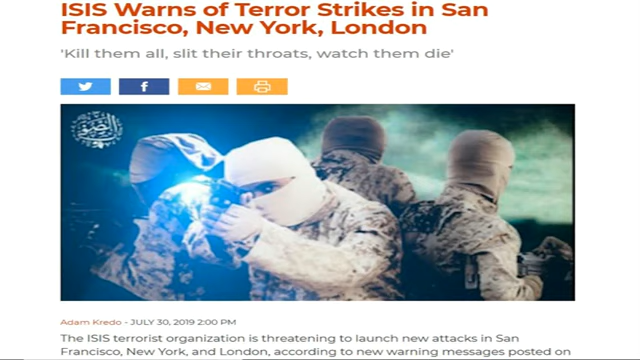 ISIS Warns of Terror Strikes in San
Francisco, New York, London
'Kill them all, slit their throats, watch them die'
Adam Kredo - JULY 30, 2019 2:00 PM
The ISIS terrorist organization is threatening to launch new attacks in San
Francisco, New York, and London, according to new warning messages posted on